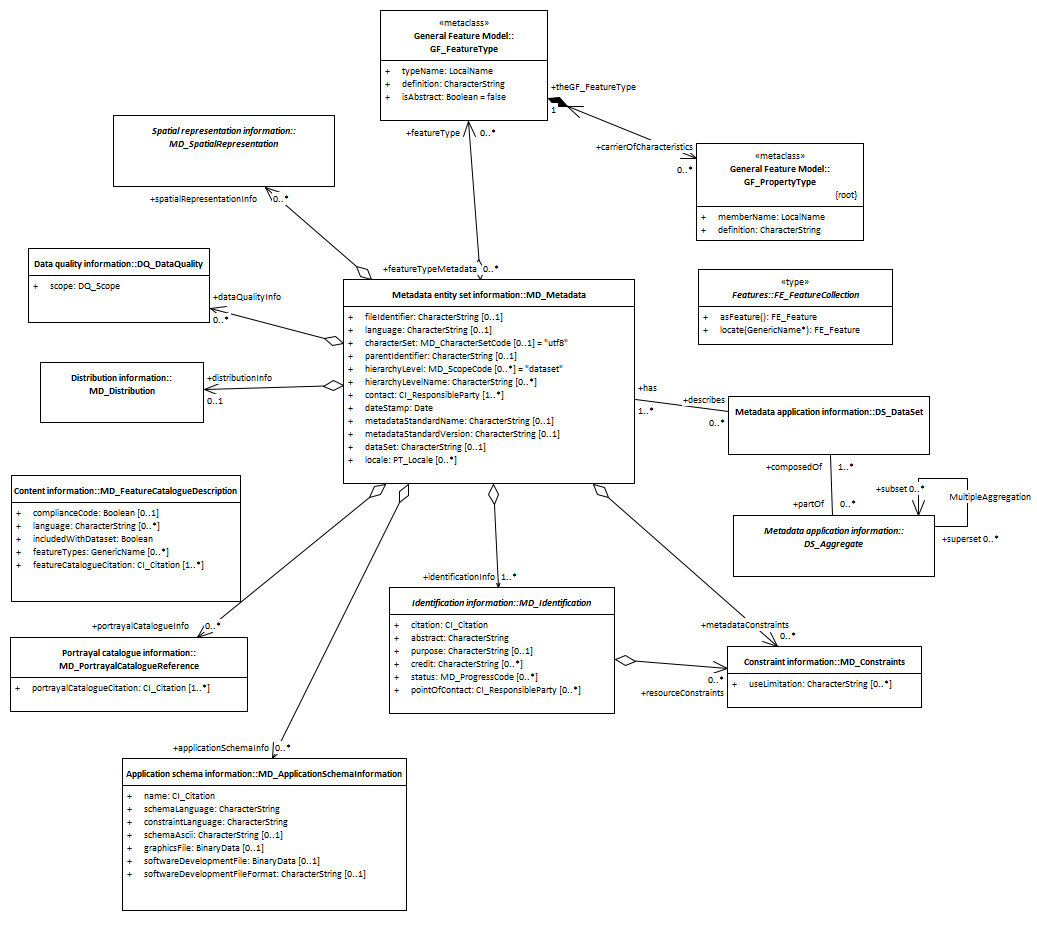 «metaclass»
General Feature Model::
GF_FeatureType
+ typeName: LocalName
+ definition: CharacterString
+ isAbstract: Boolean = false
+theGF_FeatureType
1
+carrierOfCharacteristics
0..*
+featureType 0..*
«metaclass»
General Feature Model::
GF_PropertyType
{root}
+ memberName: LocalName
+ definition: CharacterString
Spatial representation information::
MD_SpatialRepresentation
+spatialRepresentationInfo 0..*
Data quality information::DQ_DataQuality
+ scope: DQ_Scope
+dataQualityInfo
0..*
+featureTypeMetadata 0..*
«type»
Features::FE_FeatureCollection
+ asFeature(): FE_Feature
+ locate(GenericName*): FE_Feature
Metadata entity set information::MD_Metadata
+ fileIdentifier: CharacterString [0..1]
+ language: CharacterString [0..1]
+ characterSet: MD_CharacterSetCode [0..1] = "utf8"
+ parentIdentifier: CharacterString [0..1]
+ hierarchyLevel: MD_ScopeCode [0..*] = "dataset"
+ hierarchyLevelName: CharacterString [0..*]
+ contact: CI_ResponsibleParty [1..*]
+ dateStamp: Date
+ metadataStandardName: CharacterString [0..1]
+ metadataStandardVersion: CharacterString [0..1]
+ dataSet: CharacterString [0..1]
+ locale: PT_Locale [0..*]
Distribution information::
MD_Distribution
+distributionInfo
0..1
+has
1..*
+describes
0..*
Metadata application information::DS_DataSet
+composedOf 1..*
+partOf 0..*
+subset 0..*
MultipleAggregation
+superset 0..*
Metadata application information::
DS_Aggregate
Content information::MD_FeatureCatalogueDescription
+ complianceCode: Boolean [0..1]
+ language: CharacterString [0..*]
+ includedWithDataset: Boolean
+ featureTypes: GenericName [0..*]
+ featureCatalogueCitation: CI_Citation [1..*]
+portrayalCatalogueInfo 0..*
Portrayal catalogue information::
MD_PortrayalCatalogueReference
+ portrayalCatalogueCitation: CI_Citation [1..*]
+identificationInfo 1..*
Identification information::MD_Identification
+ citation: CI_Citation
+ abstract: CharacterString
+ purpose: CharacterString [0..1]
+ credit: CharacterString [0..*]
+ status: MD_ProgressCode [0..*]
+ pointOfContact: CI_ResponsibleParty [0..*]
+metadataConstraints
0..*
0..*
+resourceConstraints
Constraint information::MD_Constraints
+ useLimitation: CharacterString [0..*]
+applicationSchemaInfo 0..*
Application schema information::MD_ApplicationSchemaInformation
+ name: CI_Citation
+ schemaLanguage: CharacterString
+ constraintLanguage: CharacterString
+ schemaAscii: CharacterString [0..1]
+ graphicsFile: BinaryData [0..1]
+ softwareDevelopmentFile: BinaryData [0..1]
+ softwareDevelopmentFileFormat: CharacterString [0..1]